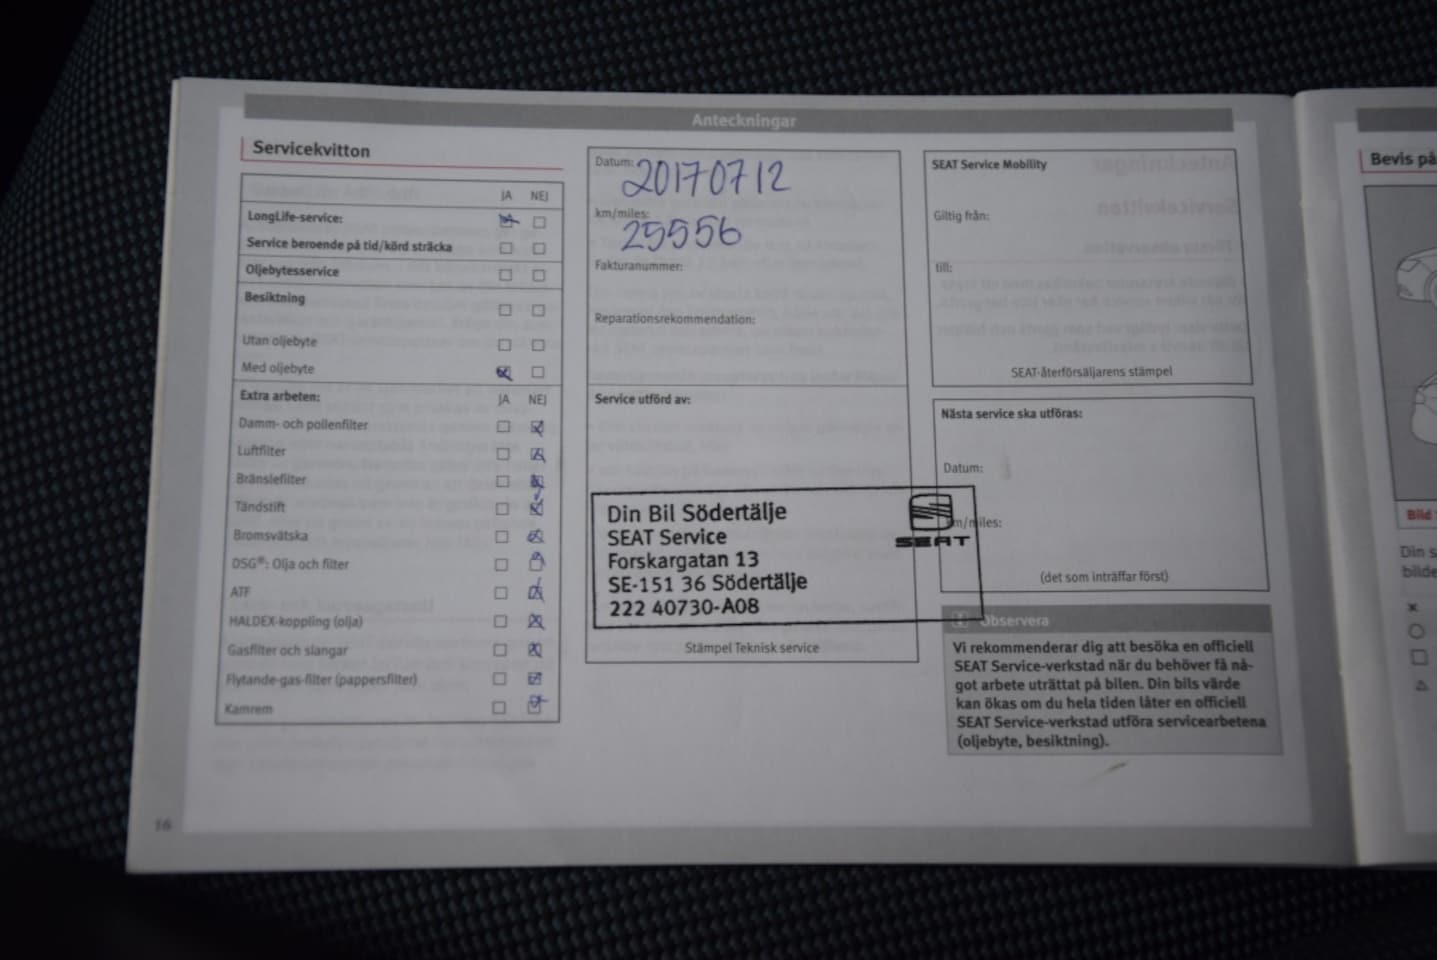 Anteckningar
Servicekvitton
JA NEJ
LongLife-service:
Service beroende på tid/körd sträcka
Oljebytesservice
Besiktning
Utan oljebyte
Med oljebyte
Extra arbeten: JA NEJ
Damm- och pollenfilter
Luftfilter
Bränslefilter
Tändstift
Bromsvätska
DSG®: Olja och filter
ATF
HALDEX-koppling (olja)
Gasfilter och slangar
Flytande-gas-filter (pappersfilter)
Kamrem
16
Datum: 20170712
km/miles: 25556
Fakturanummer:
Reparationsrekommendation:
Service utförd av:
Din Bil Södertälje
SEAT Service
Forskargatan 13
SE-151 36 Södertälje
222 40730-A08
SEAT
Stämpel Teknisk service
SEAT Service Mobility
Giltig från:
till:
SEAT-återförsäljarens stämpel
Nästa service ska utföras:
Datum:
km/miles:
(det som inträffar först)
Observera
Vi rekommenderar dig att besöka en officiell
SEAT Service-verkstad när du behöver få nå-
got arbete uträttat på bilen. Din bils värde
kan ökas om du hela tiden låter en officiell
SEAT Service-verkstad utföra servicearbetena
(oljebyte, besiktning).
Bevis på
Bild
Din s
bilde